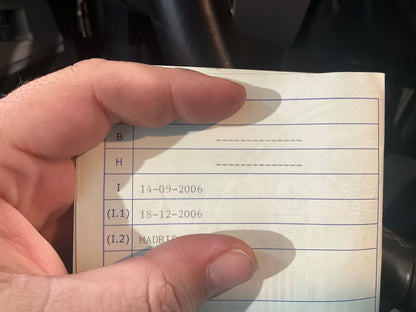 B --------------
H --------------
I 14-09-2006
(I.1) 18-12-2006
(I.2) MADRID